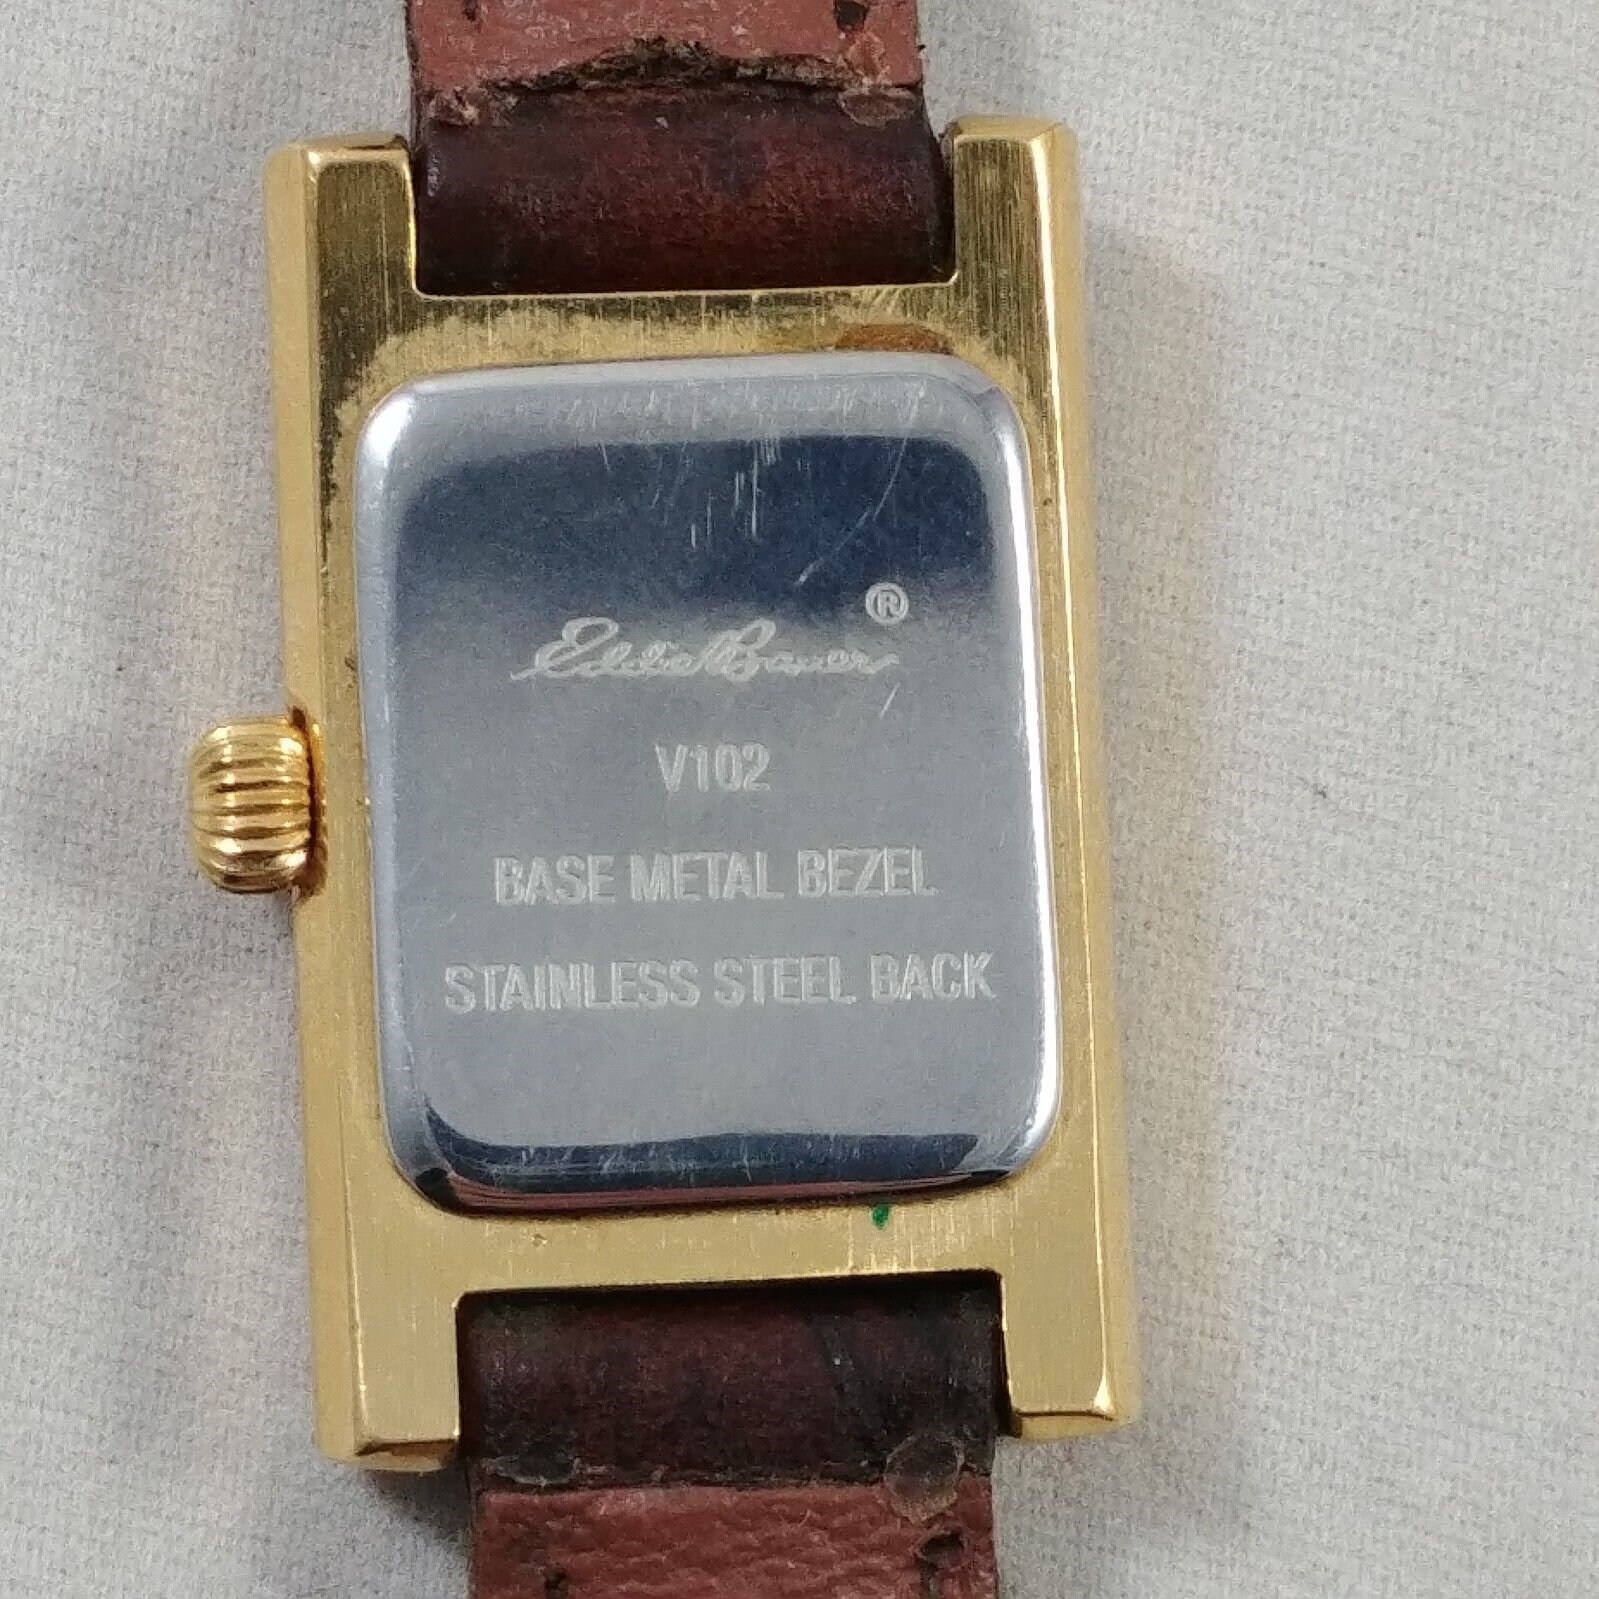 Eddie Bauer®
V102
BASE METAL BEZEL
STAINLESS STEEL BACK